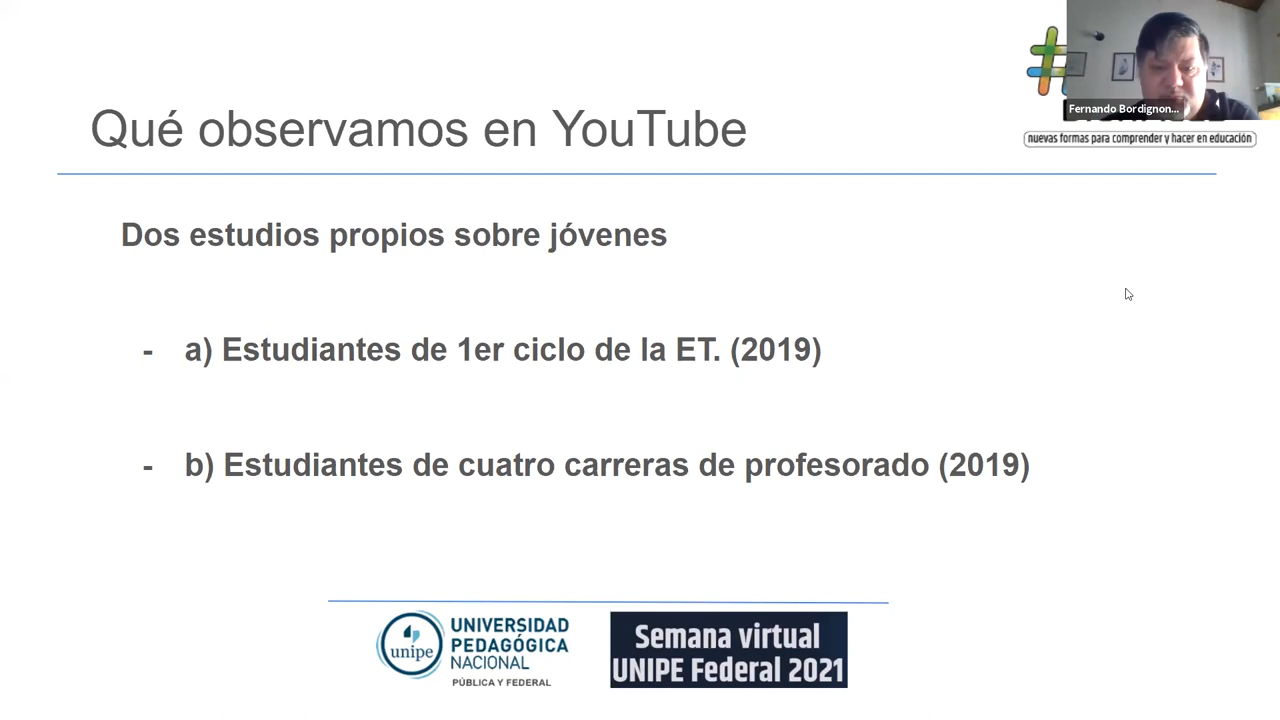 Fernando Bordignon...
nuevas formas para comprender y hacer en educación
Qué observamos en YouTube
Dos estudios propios sobre jóvenes
- a) Estudiantes de 1er ciclo de la ET. (2019)
- b) Estudiantes de cuatro carreras de profesorado (2019)
unipe
UNIVERSIDAD
PEDAGÓGICA
NACIONAL
PÚBLICA Y FEDERAL
Semana virtual
UNIPE Federal 2021